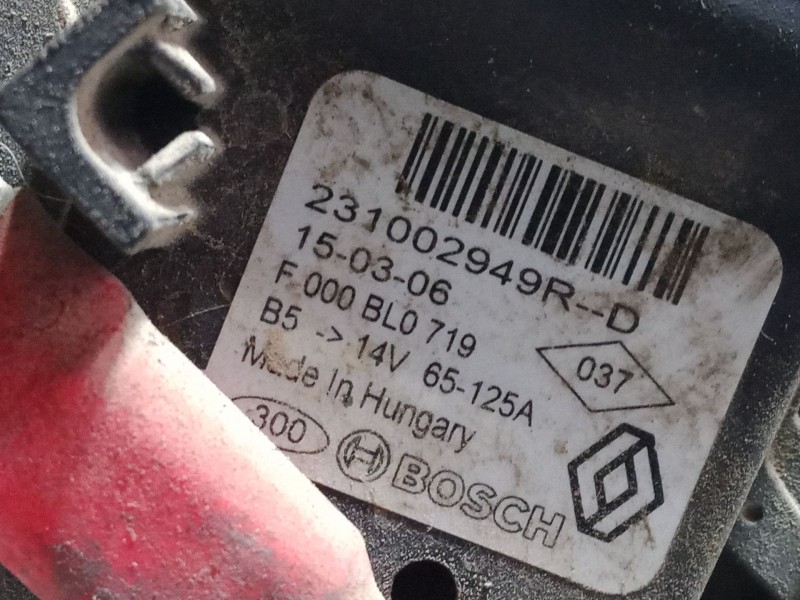 231002949R--D
15-03-06
F 000 BL0 719
B5 -> 14V 65-125A
037
Made In Hungary
300
BOSCH